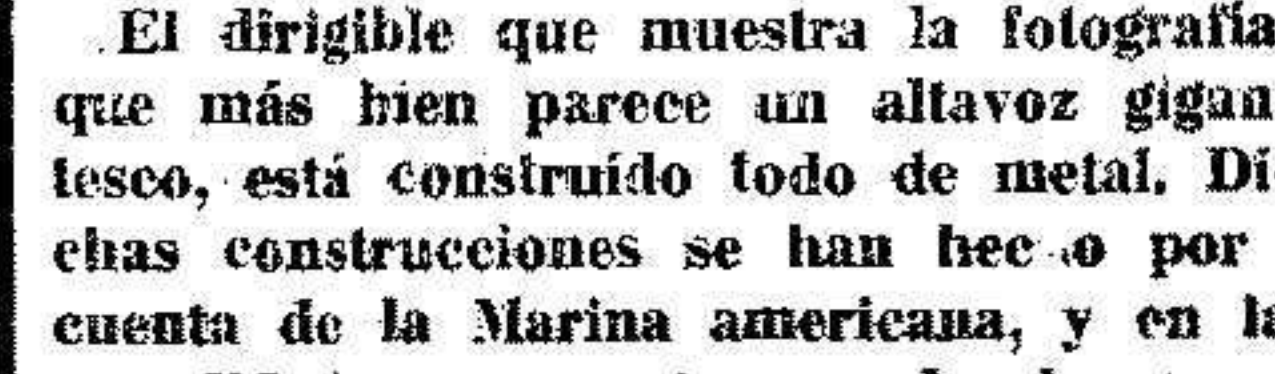 El dirigible que muestra la fotografía
que más bien parece un altavoz gigan
tesco, está construído todo de metal. Di
chas construcciones se han hec o por
cuenta de la Marina americana, y en la